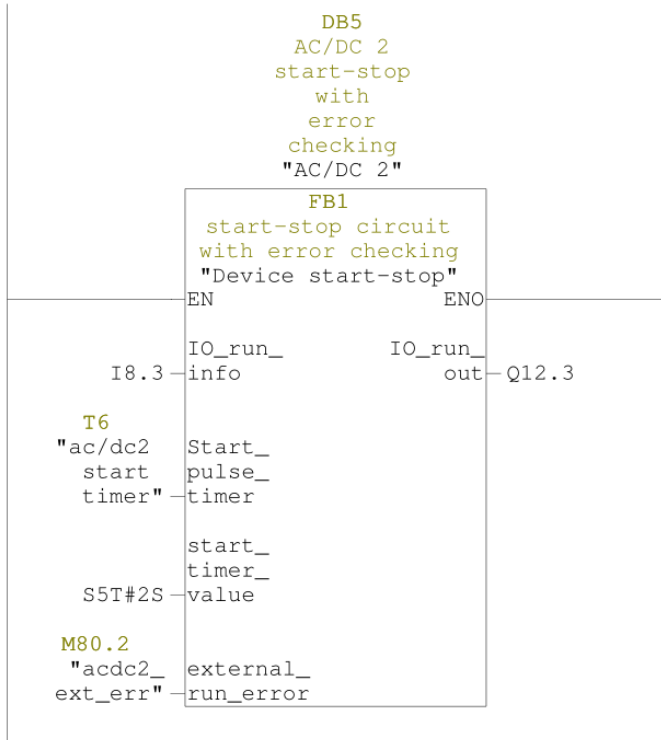 DB5
AC/DC 2
start-stop
with
error
checking
"AC/DC 2"
FB1
start-stop circuit
with error checking
"Device start-stop"
EN ENO
IO_run_ IO_run_
I8.3 info out Q12.3
T6
"ac/dc2 Start_
start pulse_
timer" timer
start_
timer_
S5T#2S value
M80.2
"acdc2_ external_
ext_err" run_error